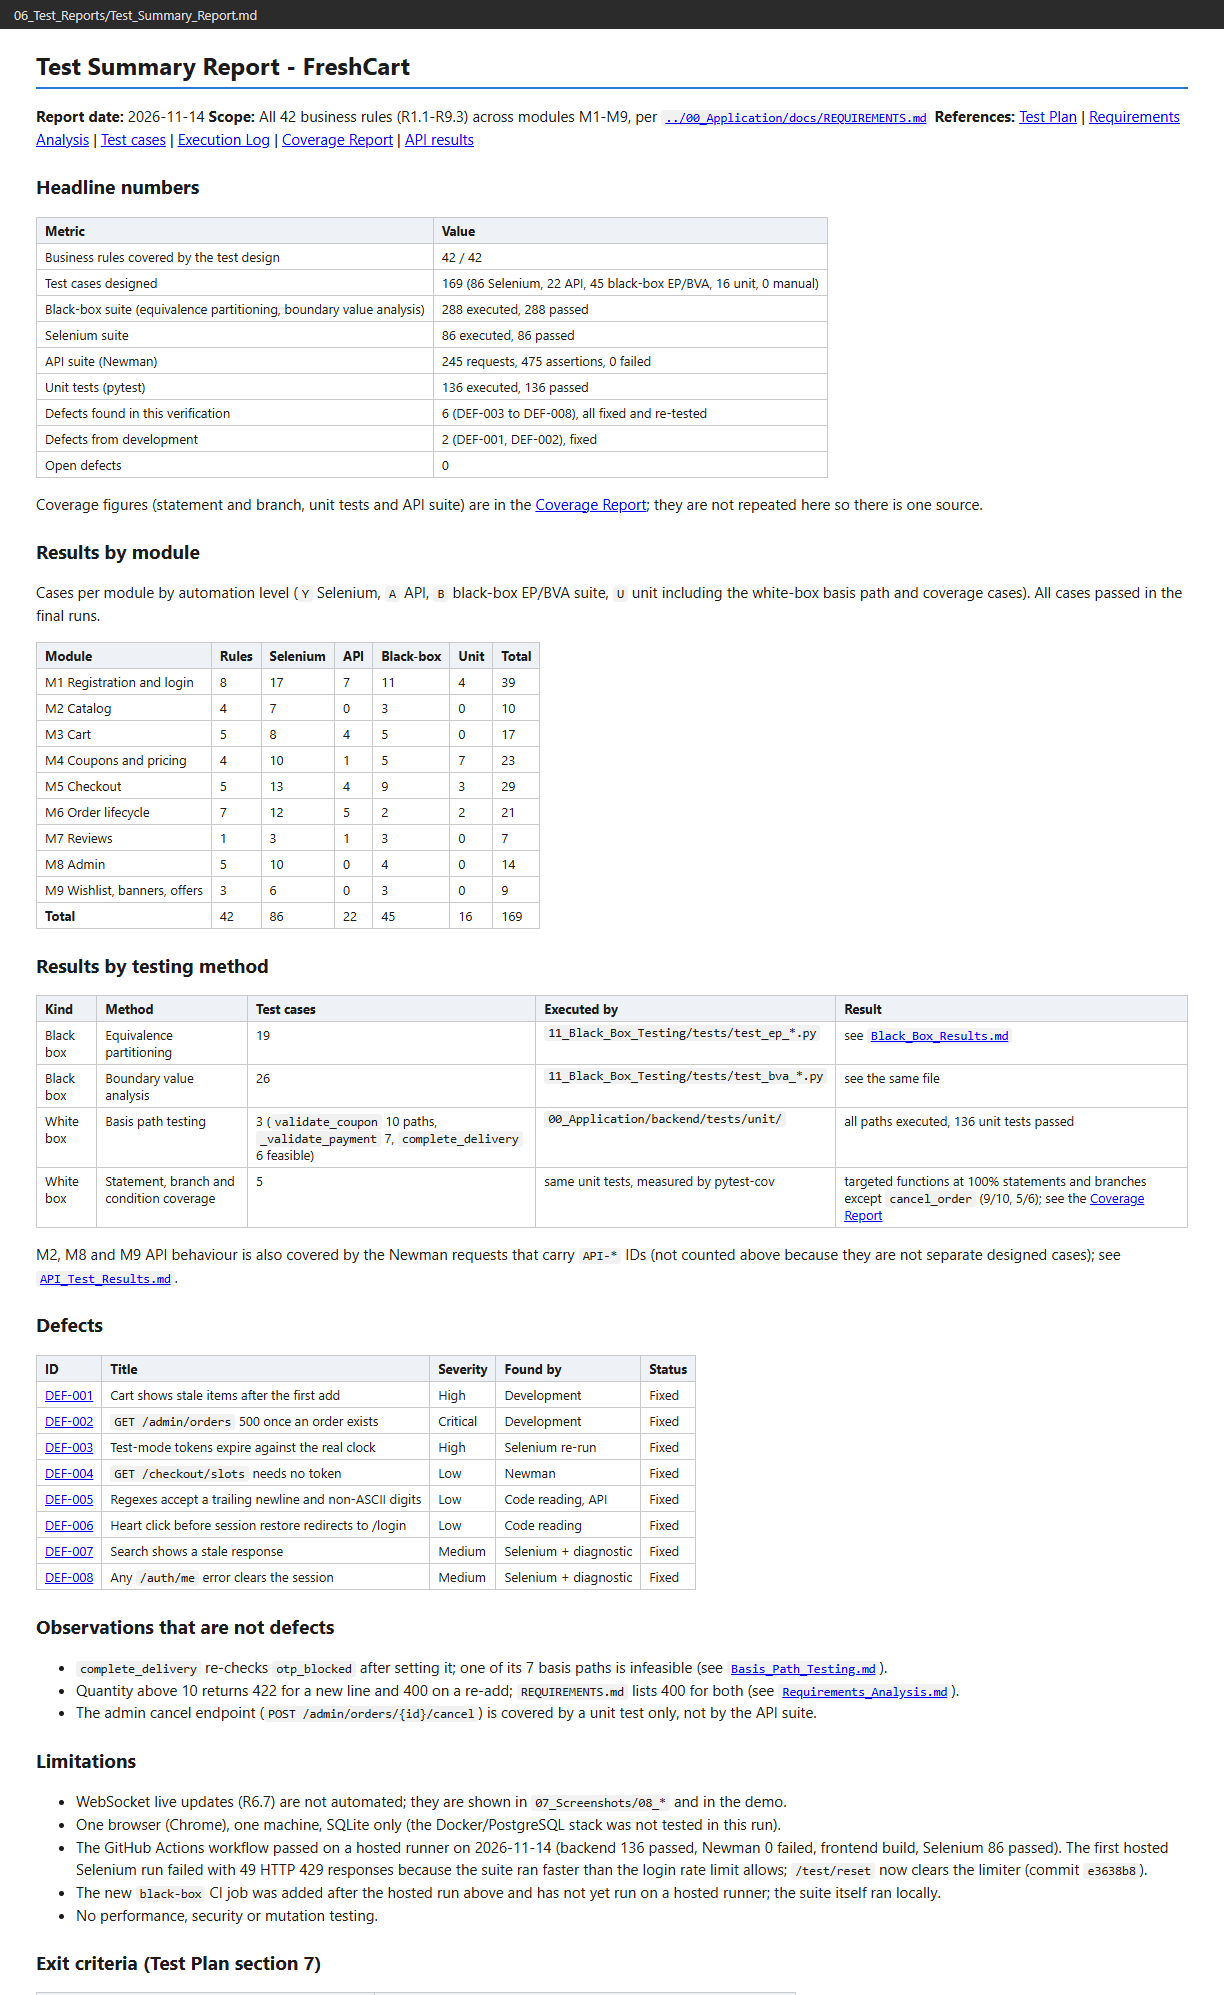 06_Test_Reports/Test_Summary_Report.md
Test Summary Report - FreshCart
Report date: 2026-11-14 Scope: All 42 business rules (R1.1-R9.3) across modules M1-M9, per ../00_Application/docs/REQUIREMENTS.md References: Test Plan | Requirements
Analysis | Test cases | Execution Log | Coverage Report | API results
Headline numbers
Metric Value
Business rules covered by the test design 42 / 42
Test cases designed 169 (86 Selenium, 22 API, 45 black-box EP/BVA, 16 unit, 0 manual)
Black-box suite (equivalence partitioning, boundary value analysis) 288 executed, 288 passed
Selenium suite 86 executed, 86 passed
API suite (Newman) 245 requests, 475 assertions, 0 failed
Unit tests (pytest) 136 executed, 136 passed
Defects found in this verification 6 (DEF-003 to DEF-008), all fixed and re-tested
Defects from development 2 (DEF-001, DEF-002), fixed
Open defects 0
Coverage figures (statement and branch, unit tests and API suite) are in the Coverage Report; they are not repeated here so there is one source.
Results by module
Cases per module by automation level ( Y Selenium, A API, B black-box EP/BVA suite, U unit including the white-box basis path and coverage cases). All cases passed in the
final runs.
Module Rules Selenium API Black-box Unit Total
M1 Registration and login 8 17 7 11 4 39
M2 Catalog 4 7 0 3 0 10
M3 Cart 5 8 4 5 0 17
M4 Coupons and pricing 4 10 1 5 7 23
M5 Checkout 5 13 4 9 3 29
M6 Order lifecycle 7 12 5 2 2 21
M7 Reviews 1 3 1 3 0 7
M8 Admin 5 10 0 4 0 14
M9 Wishlist, banners, offers 3 6 0 3 0 9
Total 42 86 22 45 16 169
Results by testing method
Kind Method Test cases Executed by Result
Black box Equivalence partitioning 19 11_Black_Box_Testing/tests/test_ep_*.py see Black_Box_Results.md
Black box Boundary value analysis 26 11_Black_Box_Testing/tests/test_bva_*.py see the same file
White box Basis path testing 3 ( validate_coupon 10 paths, _validate_payment 7, complete_delivery 6 feasible) 00_Application/backend/tests/unit/ all paths executed, 136 unit tests passed
White box Statement, branch and condition coverage 5 same unit tests, measured by pytest-cov targeted functions at 100% statements and branches except cancel_order (9/10, 5/6); see the Coverage Report
M2, M8 and M9 API behaviour is also covered by the Newman requests that carry API-* IDs (not counted above because they are not separate designed cases); see
API_Test_Results.md .
Defects
ID Title Severity Found by Status
DEF-001 Cart shows stale items after the first add High Development Fixed
DEF-002 GET /admin/orders 500 once an order exists Critical Development Fixed
DEF-003 Test-mode tokens expire against the real clock High Selenium re-run Fixed
DEF-004 GET /checkout/slots needs no token Low Newman Fixed
DEF-005 Regexes accept a trailing newline and non-ASCII digits Low Code reading, API Fixed
DEF-006 Heart click before session restore redirects to /login Low Code reading Fixed
DEF-007 Search shows a stale response Medium Selenium + diagnostic Fixed
DEF-008 Any /auth/me error clears the session Medium Selenium + diagnostic Fixed
Observations that are not defects
• complete_delivery re-checks otp_blocked after setting it; one of its 7 basis paths is infeasible (see Basis_Path_Testing.md ).
• Quantity above 10 returns 422 for a new line and 400 on a re-add; REQUIREMENTS.md lists 400 for both (see Requirements_Analysis.md ).
• The admin cancel endpoint ( POST /admin/orders/{id}/cancel ) is covered by a unit test only, not by the API suite.
Limitations
• WebSocket live updates (R6.7) are not automated; they are shown in 07_Screenshots/08_* and in the demo.
• One browser (Chrome), one machine, SQLite only (the Docker/PostgreSQL stack was not tested in this run).
• The GitHub Actions workflow passed on a hosted runner on 2026-11-14 (backend 136 passed, Newman 0 failed, frontend build, Selenium 86 passed). The first hosted
Selenium run failed with 49 HTTP 429 responses because the suite ran faster than the login rate limit allows; /test/reset now clears the limiter (commit e3638b8 ).
• The new black-box CI job was added after the hosted run above and has not yet run on a hosted runner; the suite itself ran locally.
• No performance, security or mutation testing.
Exit criteria (Test Plan section 7)